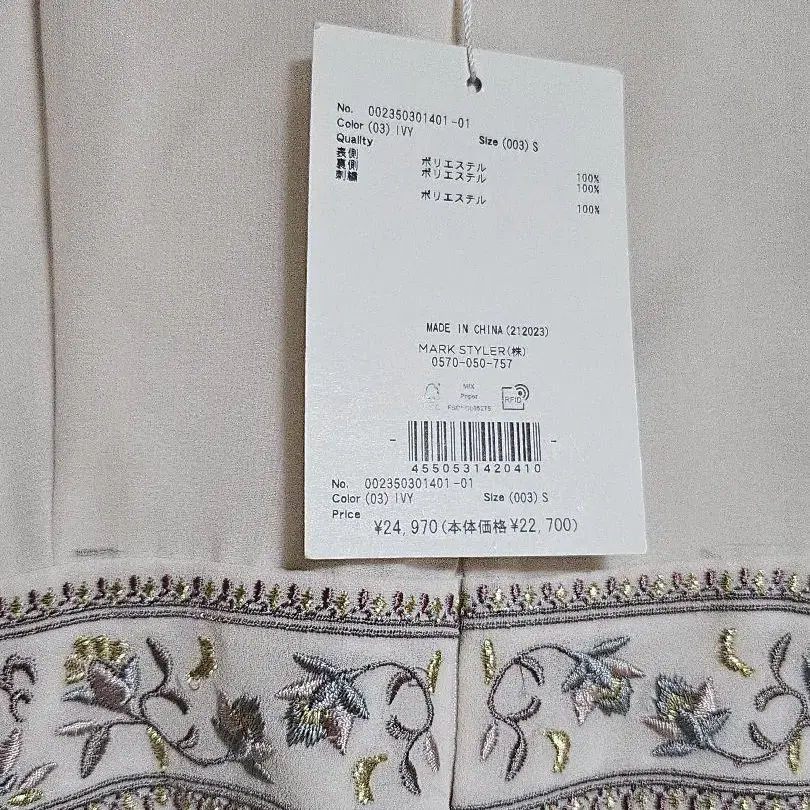 No. 002350301401-01
Color (03) IVY Size (003) S
Quality
表側 ポリエステル 100%
裏側 ポリエステル 100%
刺繍 ポリエステル 100%
MADE IN CHINA (212023)
MARK STYLER(株)
0570-050-757
MIX
Paper
RFID
4550531420410
No. 002350301401-01
Color (03) IVY Size (003) S
Price
¥24,970(本体価格¥22,700)